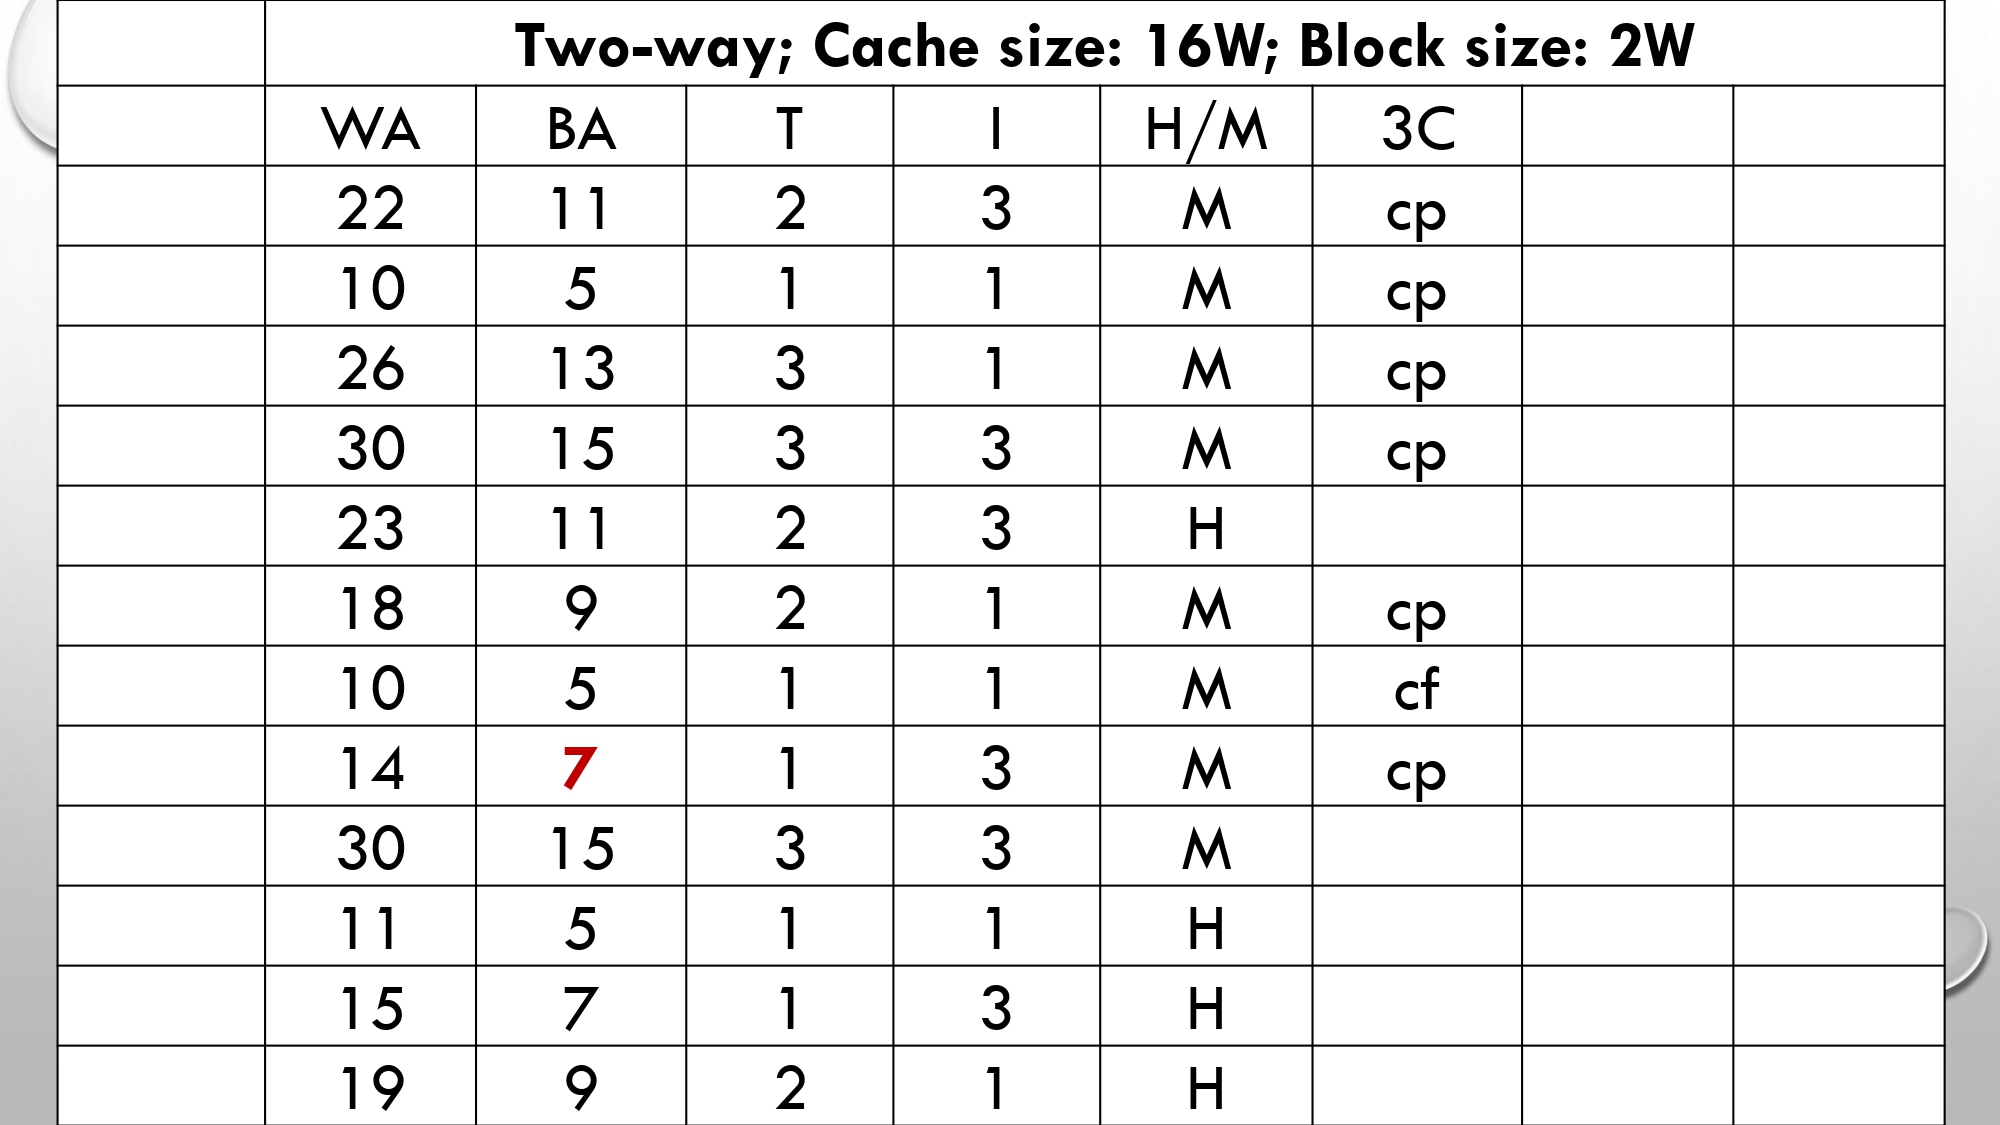 Two-way; Cache size: 16W; Block size: 2W
WA BA T I H/M 3C
22 11 2 3 M cp
10 5 1 1 M cp
26 13 3 1 M cp
30 15 3 3 M cp
23 11 2 3 H
18 9 2 1 M cp
10 5 1 1 M cf
14 7 1 3 M cp
30 15 3 3 M
11 5 1 1 H
15 7 1 3 H
19 9 2 1 H